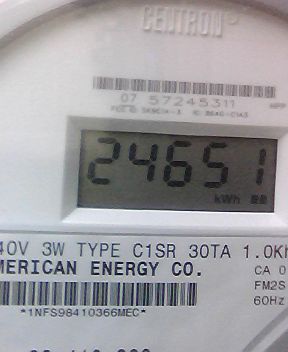 CENTRON
07 57245311
24651
kWh
40V 3W TYPE C1SR 30TA 1.0Kh
MERICAN ENERGY CO.
CA 0
FM2S
60Hz
*1NFS98410366MEC*